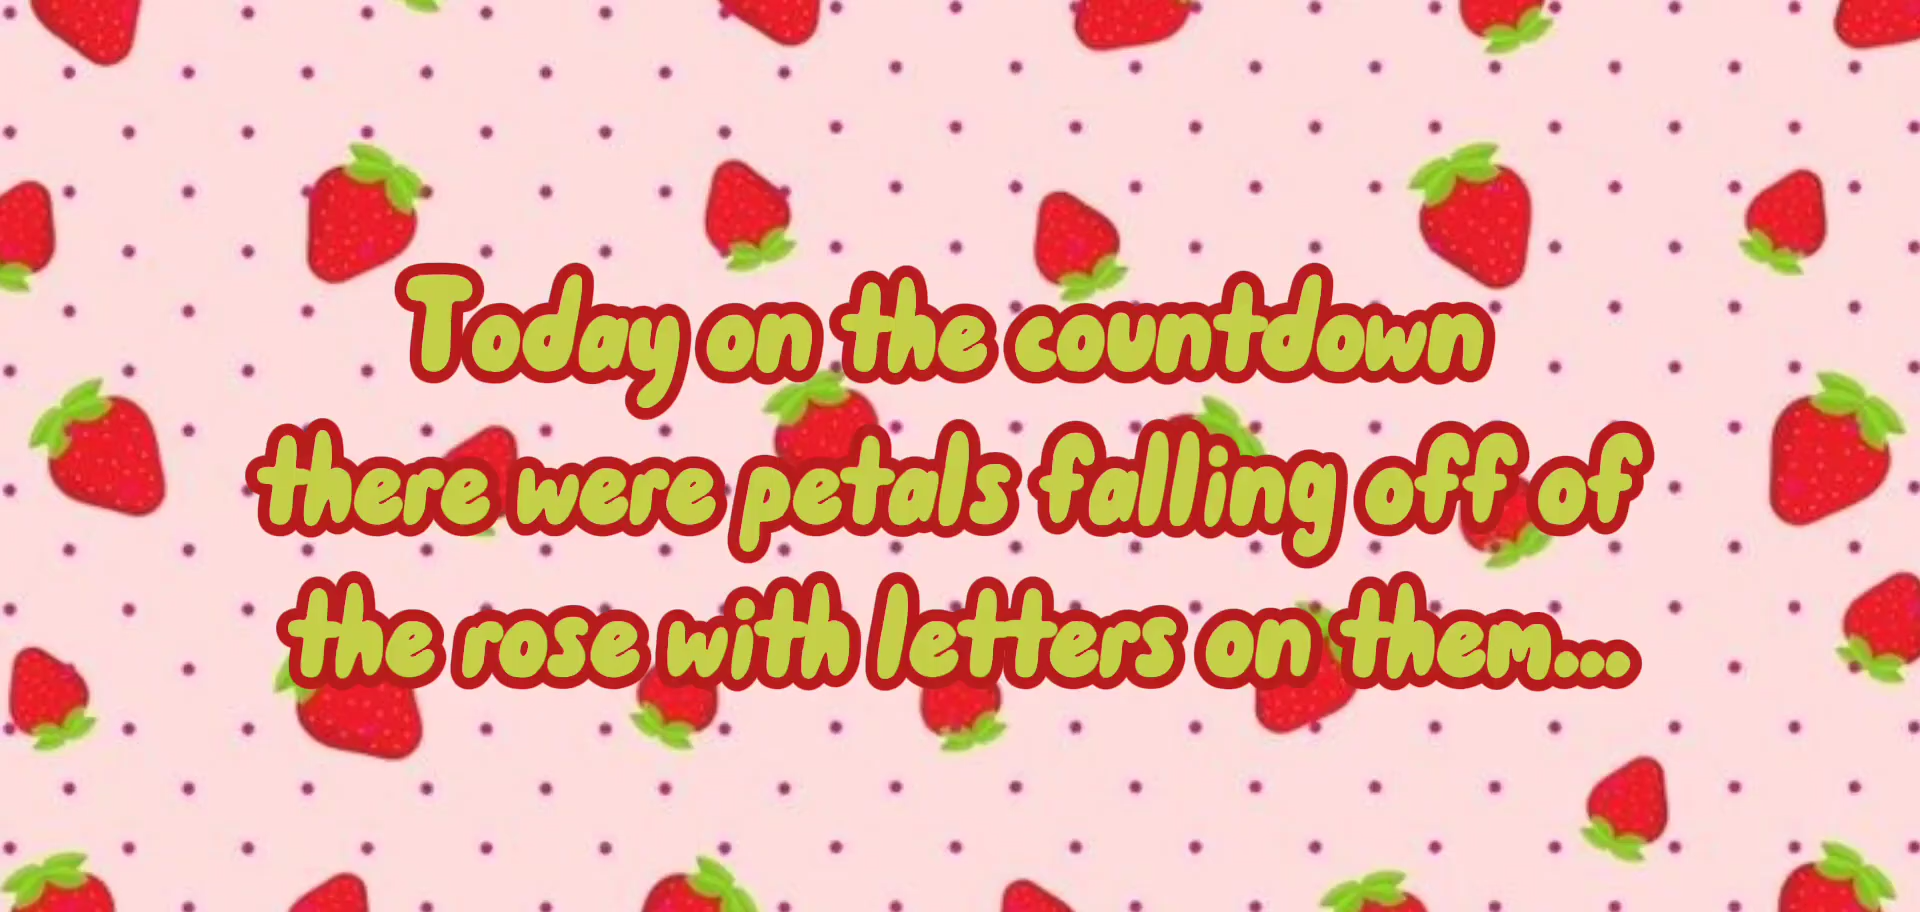 Today on the countdown
there were petals falling off of
the rose with letters on them...